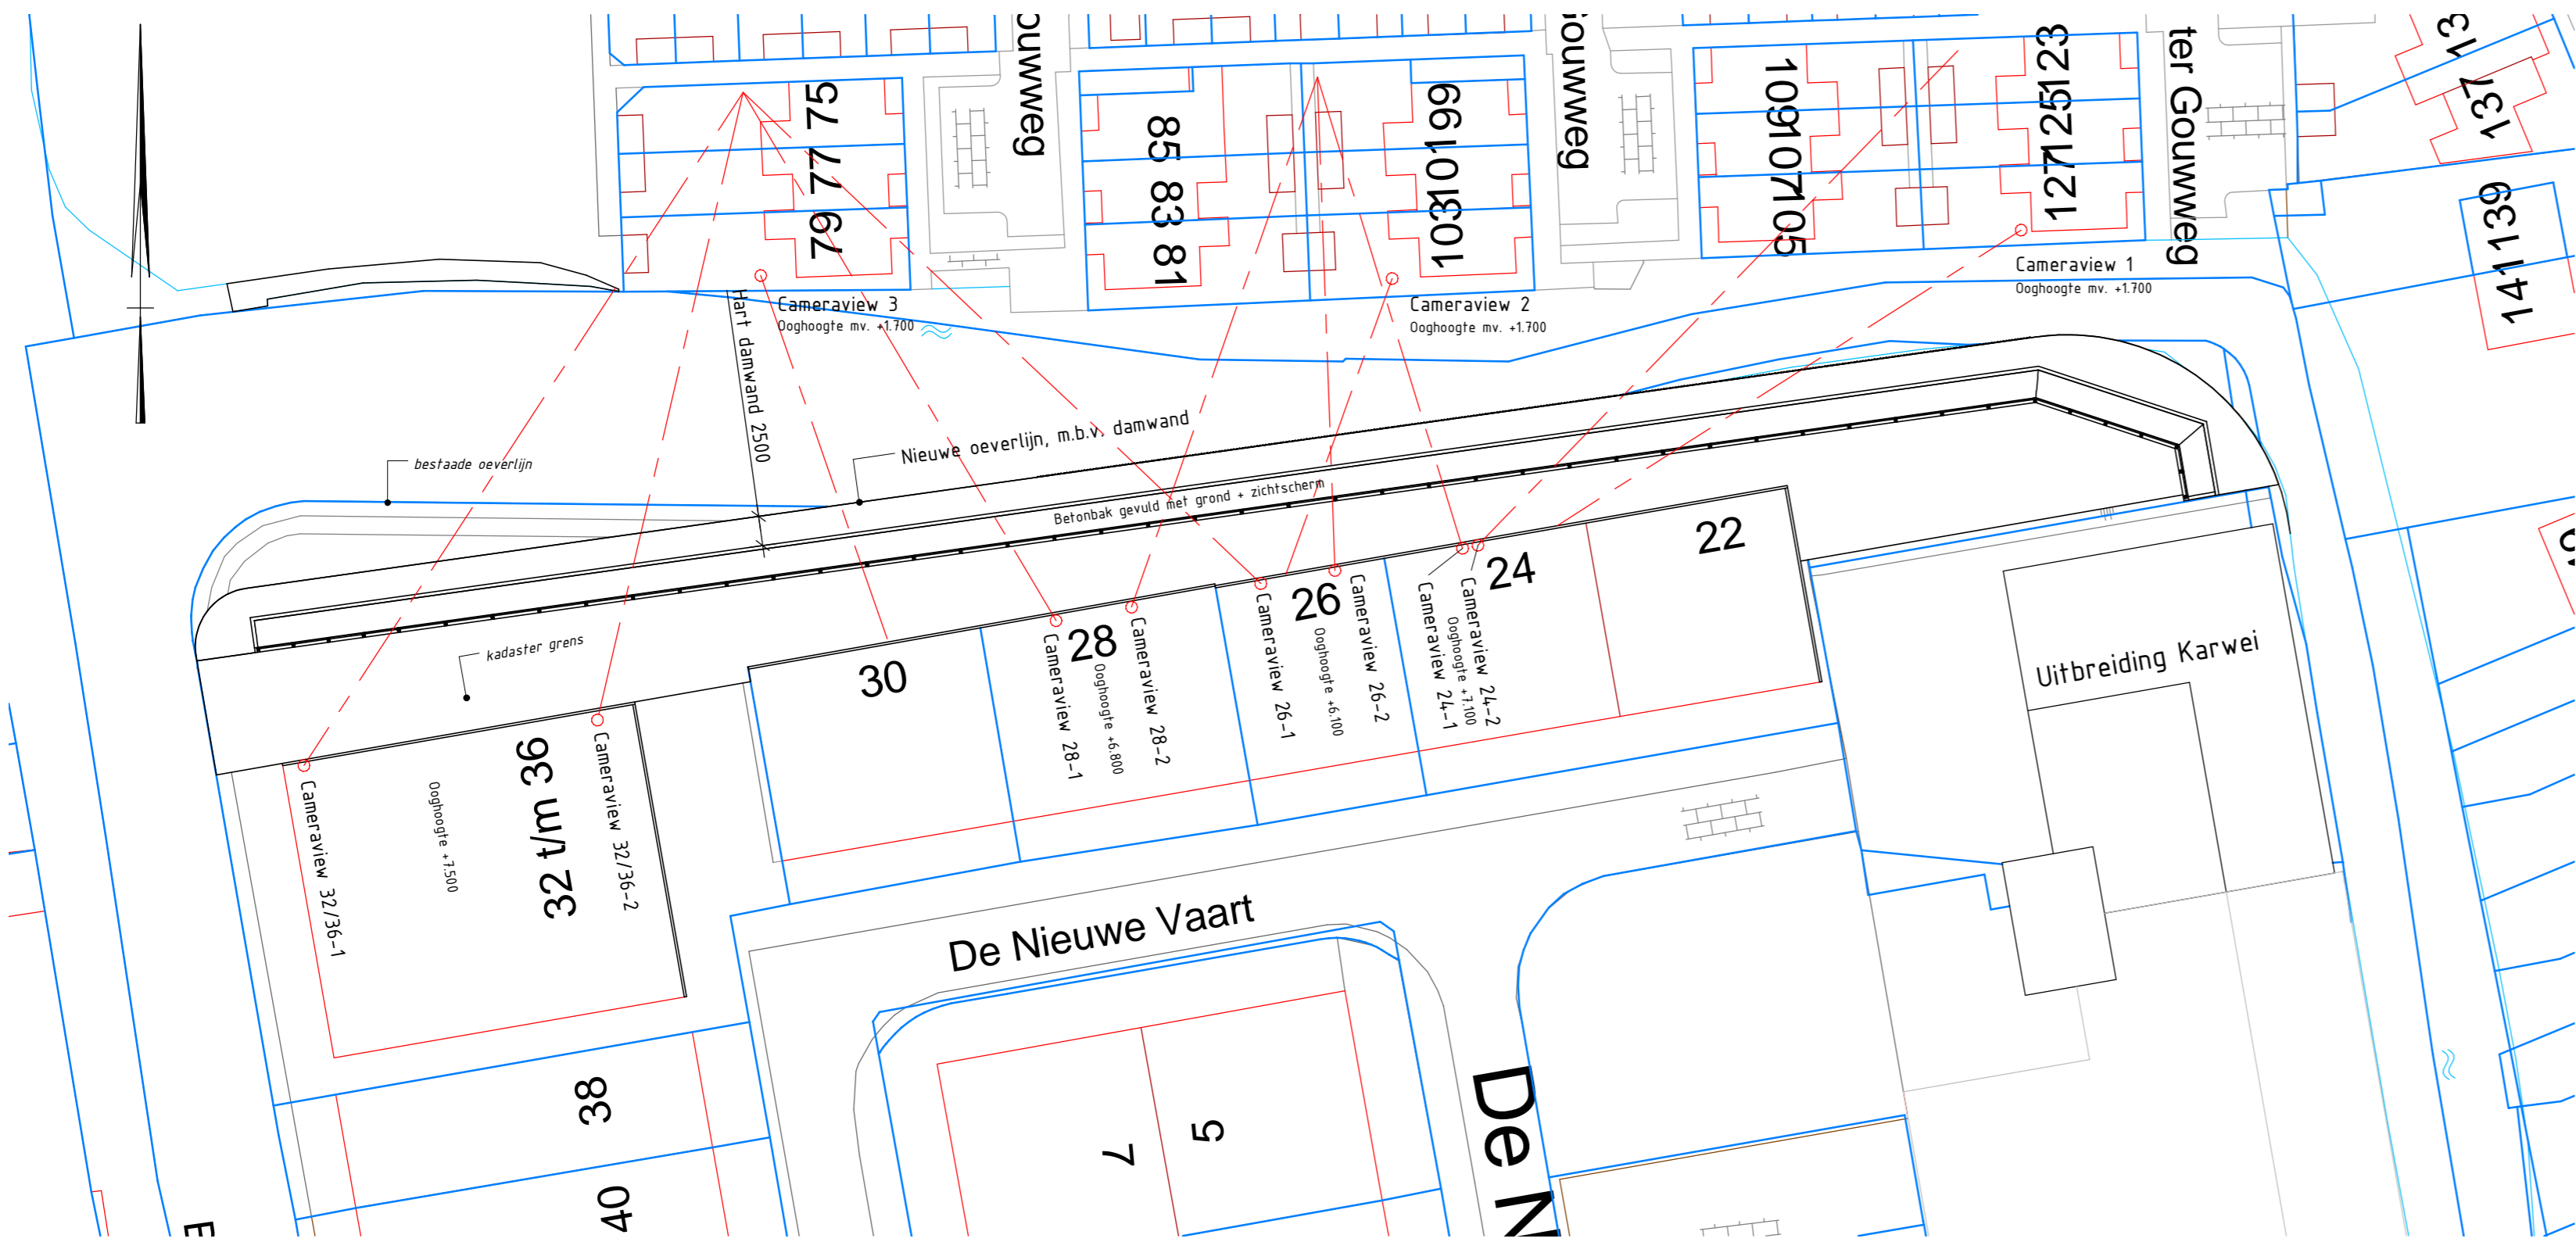 ouwweg
Gouwweg
ter Gouwweg
75
77
79
85
83
81
99
101
103
109
107
105
123
125
127
137
139
141
Cameraview 3
Ooghoogte mv. +1.700
Cameraview 2
Ooghoogte mv. +1.700
Cameraview 1
Ooghoogte mv. +1.700
Hart damwand 2500
bestaade oeverlijn
Nieuwe oeverlijn, m.b.v. damwand
Betonbak gevuld met grond + zichtscherm
kadaster grens
22
24
26
28
30
32 t/m 36
Cameraview 24-2
Ooghoogte +7.100
Cameraview 24-1
Cameraview 26-2
Ooghoogte +6.100
Cameraview 26-1
Cameraview 28-2
Ooghoogte +6.800
Cameraview 28-1
Cameraview 32/36-2
Ooghoogte +7.500
Cameraview 32/36-1
Uitbreiding Karwei
De Nieuwe Vaart
De N
38
40
7
5